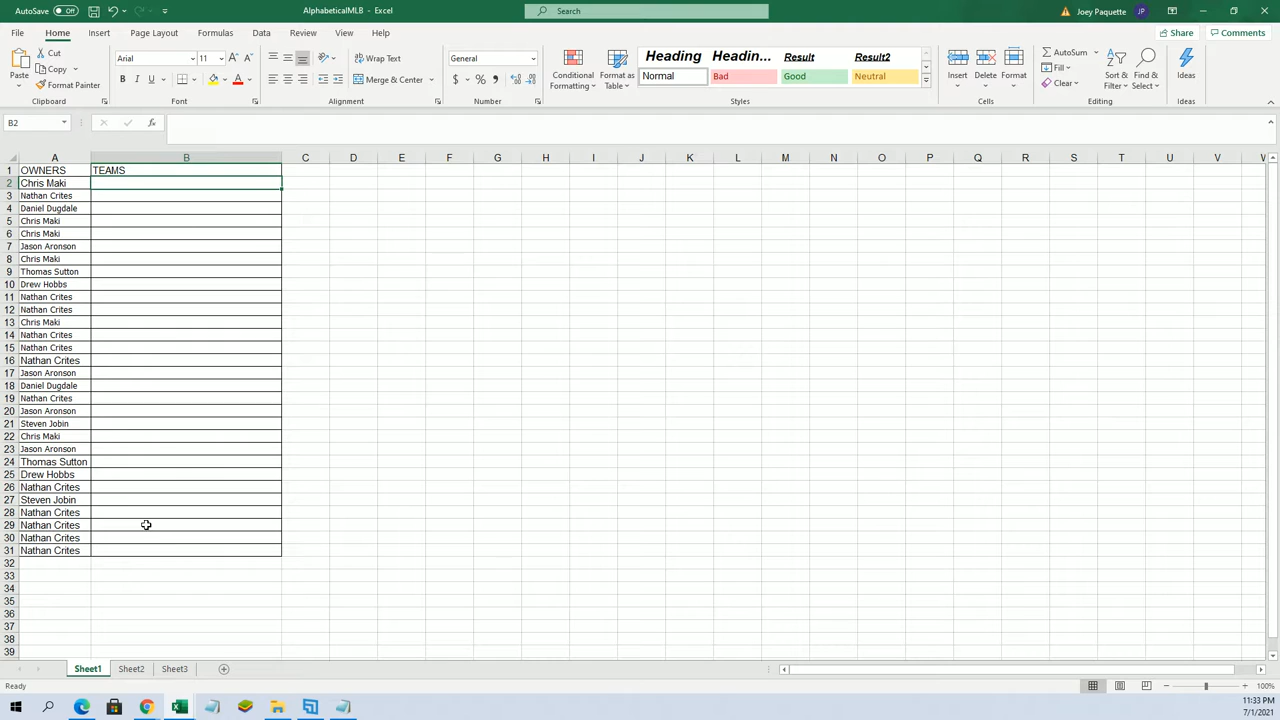 AutoSave Off AlphabeticalMLB - Excel Search Joey Paquette JP
File Home Insert Page Layout Formulas Data Review View Help Share Comments
Paste Cut Copy Format Painter Clipboard
Arial 11 A A B I U A Font
ab Wrap Text Merge & Center Alignment
General $ % , Number
Conditional Formatting Format as Table
Heading Headin... Result Result2
Normal Bad Good Neutral
Styles
Insert Delete Format Cells
AutoSum Fill Clear Sort & Filter Find & Select Editing
Ideas Ideas
B2 fx
A B C D E F G H I J K L M N O P Q R S T U V W
1 OWNERS TEAMS
2 Chris Maki
3 Nathan Crites
4 Daniel Dugdale
5 Chris Maki
6 Chris Maki
7 Jason Aronson
8 Chris Maki
9 Thomas Sutton
10 Drew Hobbs
11 Nathan Crites
12 Nathan Crites
13 Chris Maki
14 Nathan Crites
15 Nathan Crites
16 Nathan Crites
17 Jason Aronson
18 Daniel Dugdale
19 Nathan Crites
20 Jason Aronson
21 Steven Jobin
22 Chris Maki
23 Jason Aronson
24 Thomas Sutton
25 Drew Hobbs
26 Nathan Crites
27 Steven Jobin
28 Nathan Crites
29 Nathan Crites
30 Nathan Crites
31 Nathan Crites
32
33
34
35
36
37
38
39
Sheet1 Sheet2 Sheet3
Ready 100%
11:33 PM
7/1/2021